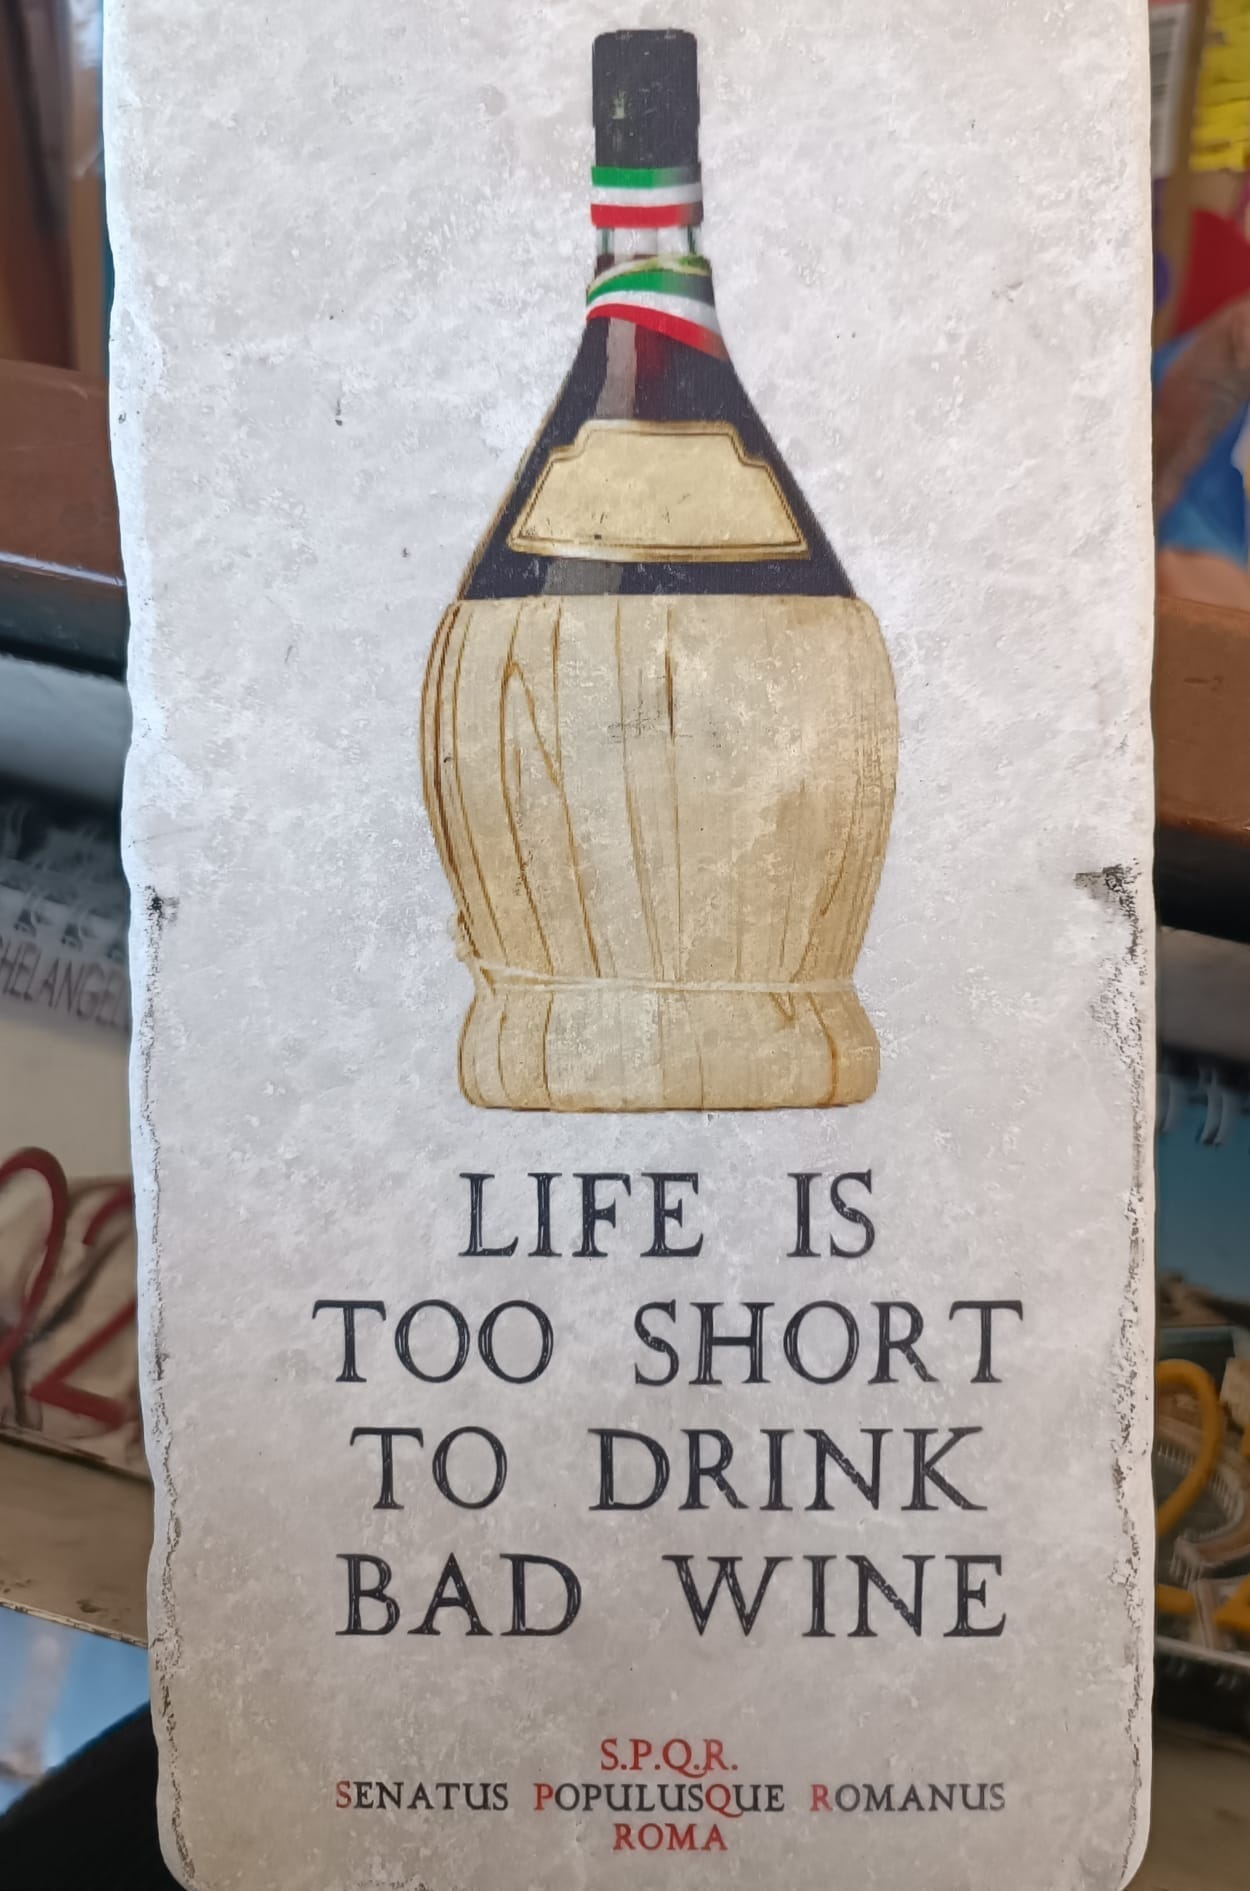 LIFE IS
TOO SHORT
TO DRINK
BAD WINE
S.P.Q.R.
SENATUS POPULUSQUE ROMANUS
ROMA